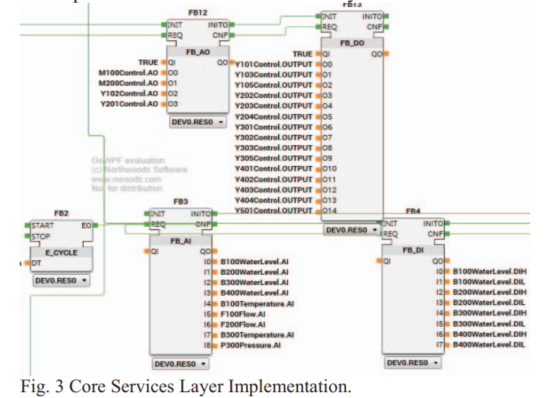 FB12
INIT INITO
REQ CNF
FB_AO
TRUE QI QO
M100Control.AO O0
M200Control.AO O1
Y102Control.AO O2
Y201Control.AO O3
DEV0.RES0
FB13
INIT INITO
REQ CNF
FB_DO
TRUE QI QO
Y101Control.OUTPUT O0
Y103Control.OUTPUT O1
Y105Control.OUTPUT O2
Y202Control.OUTPUT O3
Y203Control.OUTPUT O4
Y204Control.OUTPUT O5
Y301Control.OUTPUT O6
Y302Control.OUTPUT O7
Y303Control.OUTPUT O8
Y305Control.OUTPUT O9
Y401Control.OUTPUT O10
Y402Control.OUTPUT O11
Y403Control.OUTPUT O12
Y404Control.OUTPUT O13
Y501Control.OUTPUT O14
DEV0.RES0
GoWPF evaluation
(c) Northwoods Software
www.nwoods.com
Not for distribution
FB2
START EO
STOP
E_CYCLE
DT
DEV0.RES0
FB3
INIT INITO
REQ CNF
FB_AI
QI QO
I0 B100WaterLevel.AI
I1 B200WaterLevel.AI
I2 B300WaterLevel.AI
I3 B400WaterLevel.AI
I4 B100Temperature.AI
I5 F100Flow.AI
I6 F200Flow.AI
I7 B300Temperature.AI
I8 P300Pressure.AI
DEV0.RES0
FB4
INIT INITO
REQ CNF
FB_DI
QI QO
I0 B100WaterLevel.DIH
I1 B100WaterLevel.DIL
I2 B200WaterLevel.DIH
I3 B200WaterLevel.DIL
I4 B300WaterLevel.DIH
I5 B300WaterLevel.DIL
I6 B400WaterLevel.DIH
I7 B400WaterLevel.DIL
DEV0.RES0
Fig. 3 Core Services Layer Implementation.